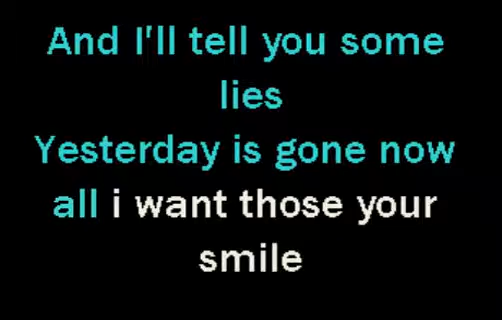 And I'll tell you some
lies
Yesterday is gone now
all i want those your
smile